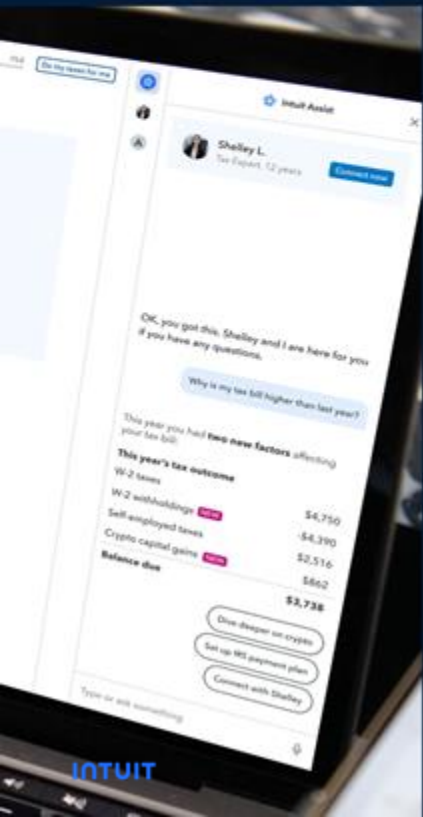 Do my taxes for me
Intuit Assist
Shelley L.
Tax Expert, 12 years
Connect now
OK, you got this. Shelley and I are here for you
if you have any questions.
Why is my tax bill higher than last year?
This year you had two new factors affecting
your tax bill:
This year's tax outcome
W-2 taxes $4,750
W-2 withholdings -$4,390
Self-employed taxes NEW $2,516
Crypto capital gains NEW $862
Balance due $3,738
Dive deeper on crypto
Set up IRS payment plan
Connect with Shelley
Type or ask something
INTUIT